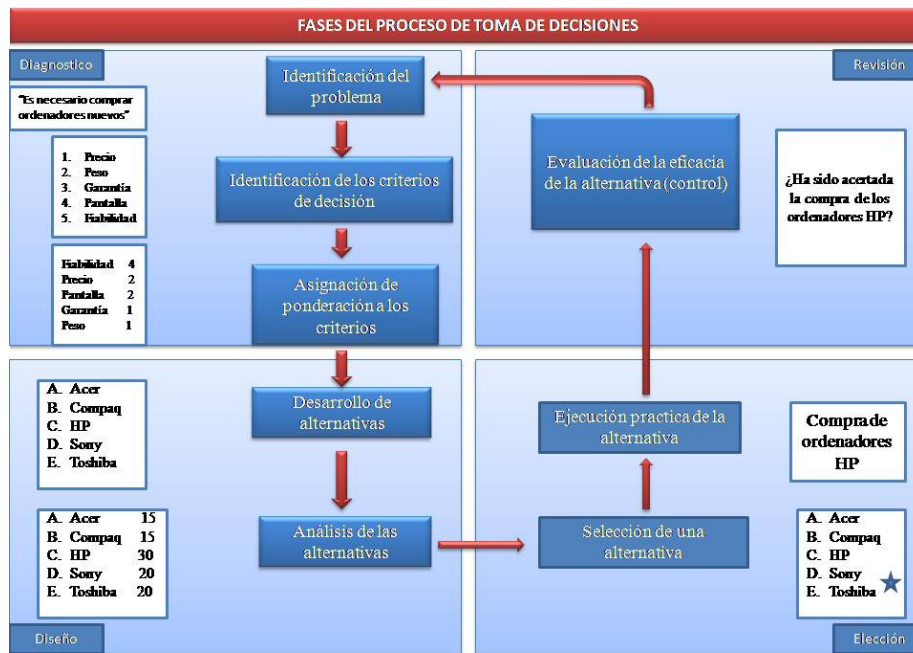 FASES DEL PROCESO DE TOMA DE DECISIONES
Diagnostico
"Es necesario comprar
ordenadores nuevos"
1. Precio
2. Peso
3. Garantía
4. Pantalla
5. Fiabilidad
Fiabilidad 4
Precio 2
Pantalla 2
Garantía 1
Peso 1
Identificación del
problema
Identificación de los criterios
de decisión
Asignación de
ponderación a los
criterios
Revisión
Evaluación de la eficacia
de la alternativa (control)
¿Ha sido acertada
la compra de los
ordenadores HP?
A. Acer
B. Compaq
C. HP
D. Sony
E. Toshiba
A. Acer 15
B. Compaq 15
C. HP 30
D. Sony 20
E. Toshiba 20
Diseño
Desarrollo de
alternativas
Análisis de las
alternativas
Ejecución practica de la
alternativa
Selección de una
alternativa
Compra de
ordenadores
HP
A. Acer
B. Compaq
C. HP
D. Sony
E. Toshiba
Elección